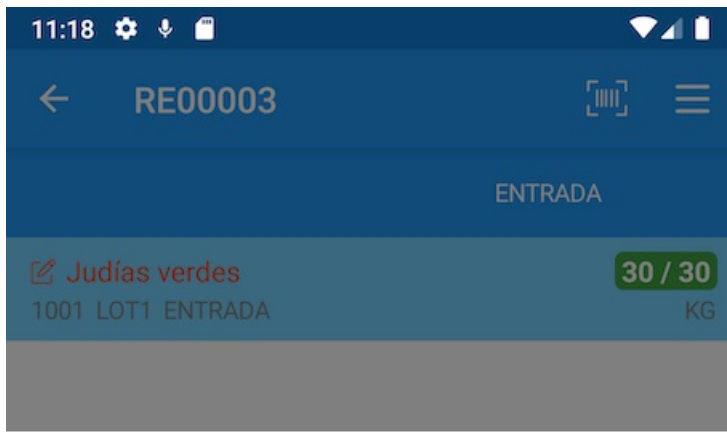 11:18
RE00003
ENTRADA
Judías verdes 30 / 30
1001 LOT1 ENTRADA KG